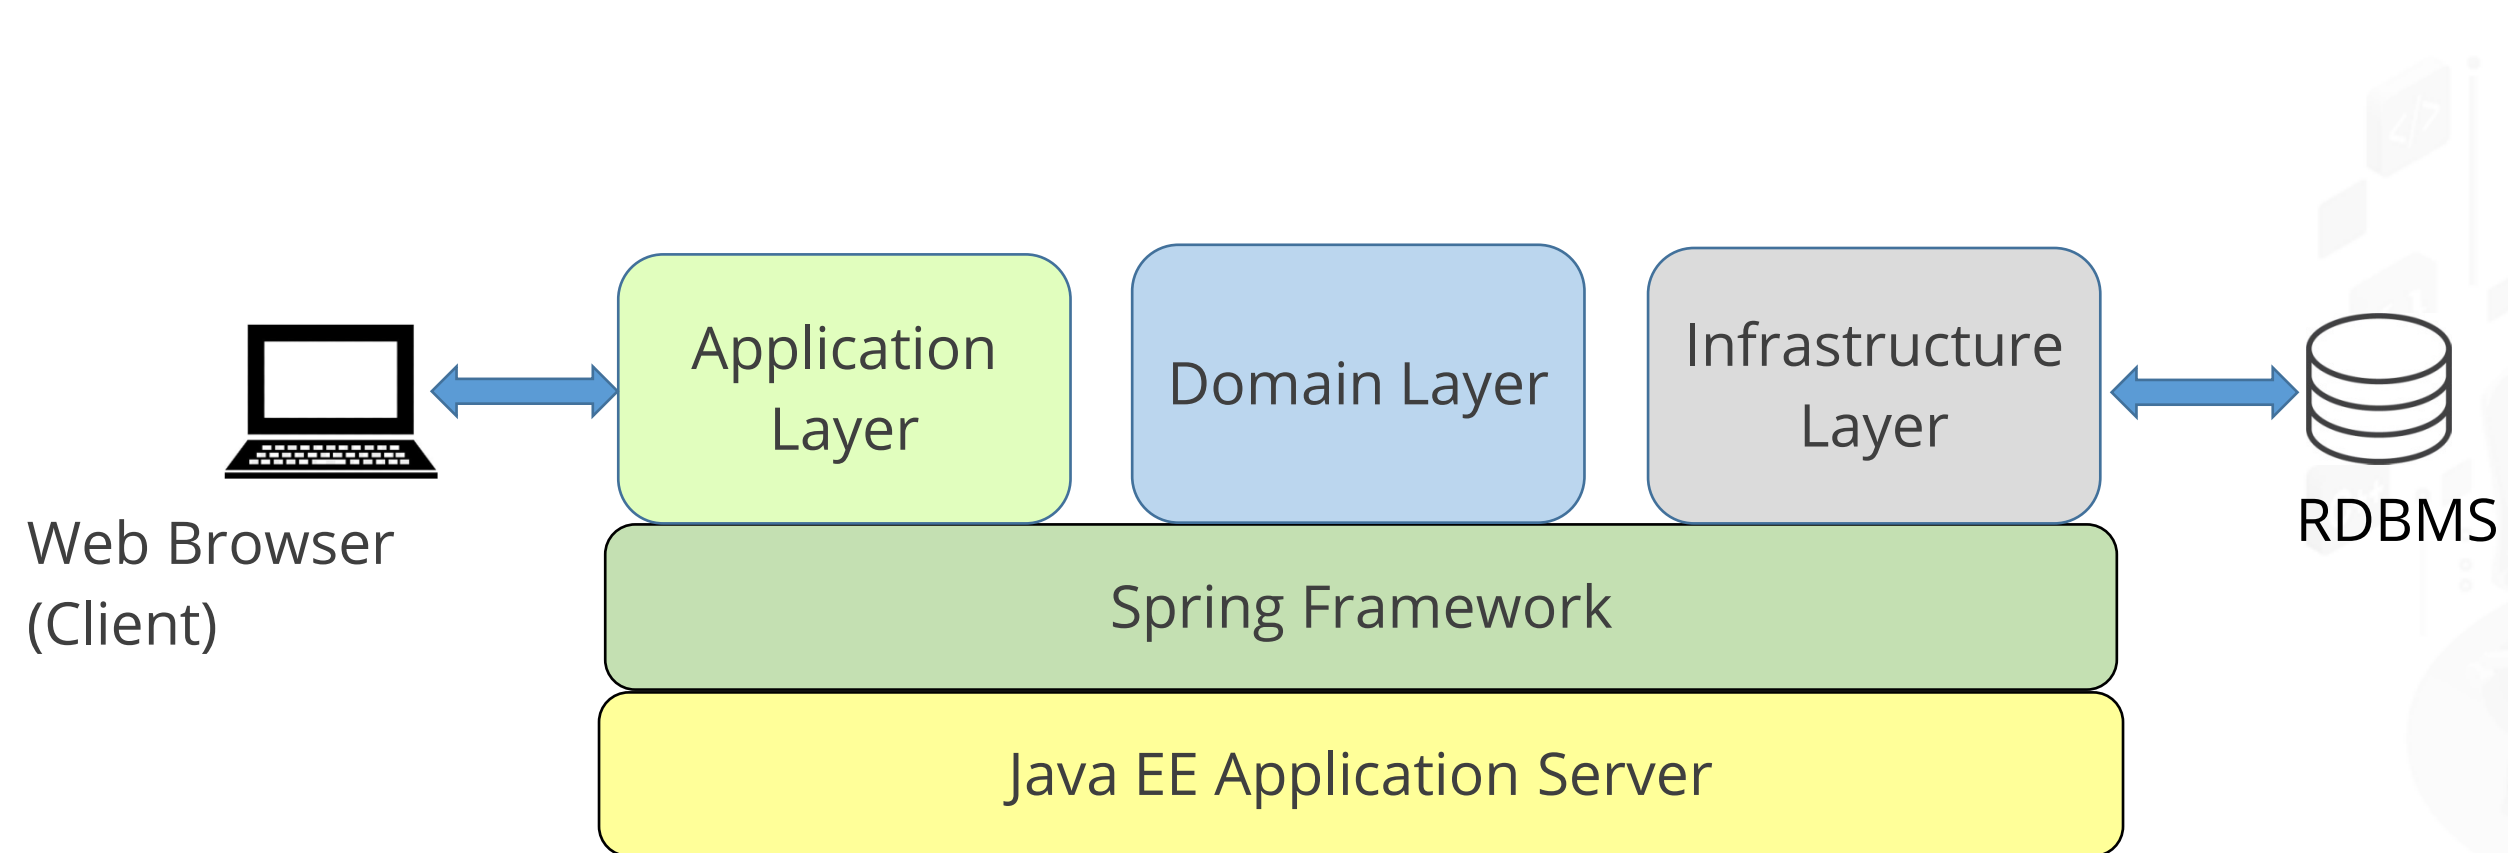 Application
Layer
Domain Layer
Infrastructure
Layer
Web Browser
(Client)
RDBMS
Spring Framework
Java EE Application Server